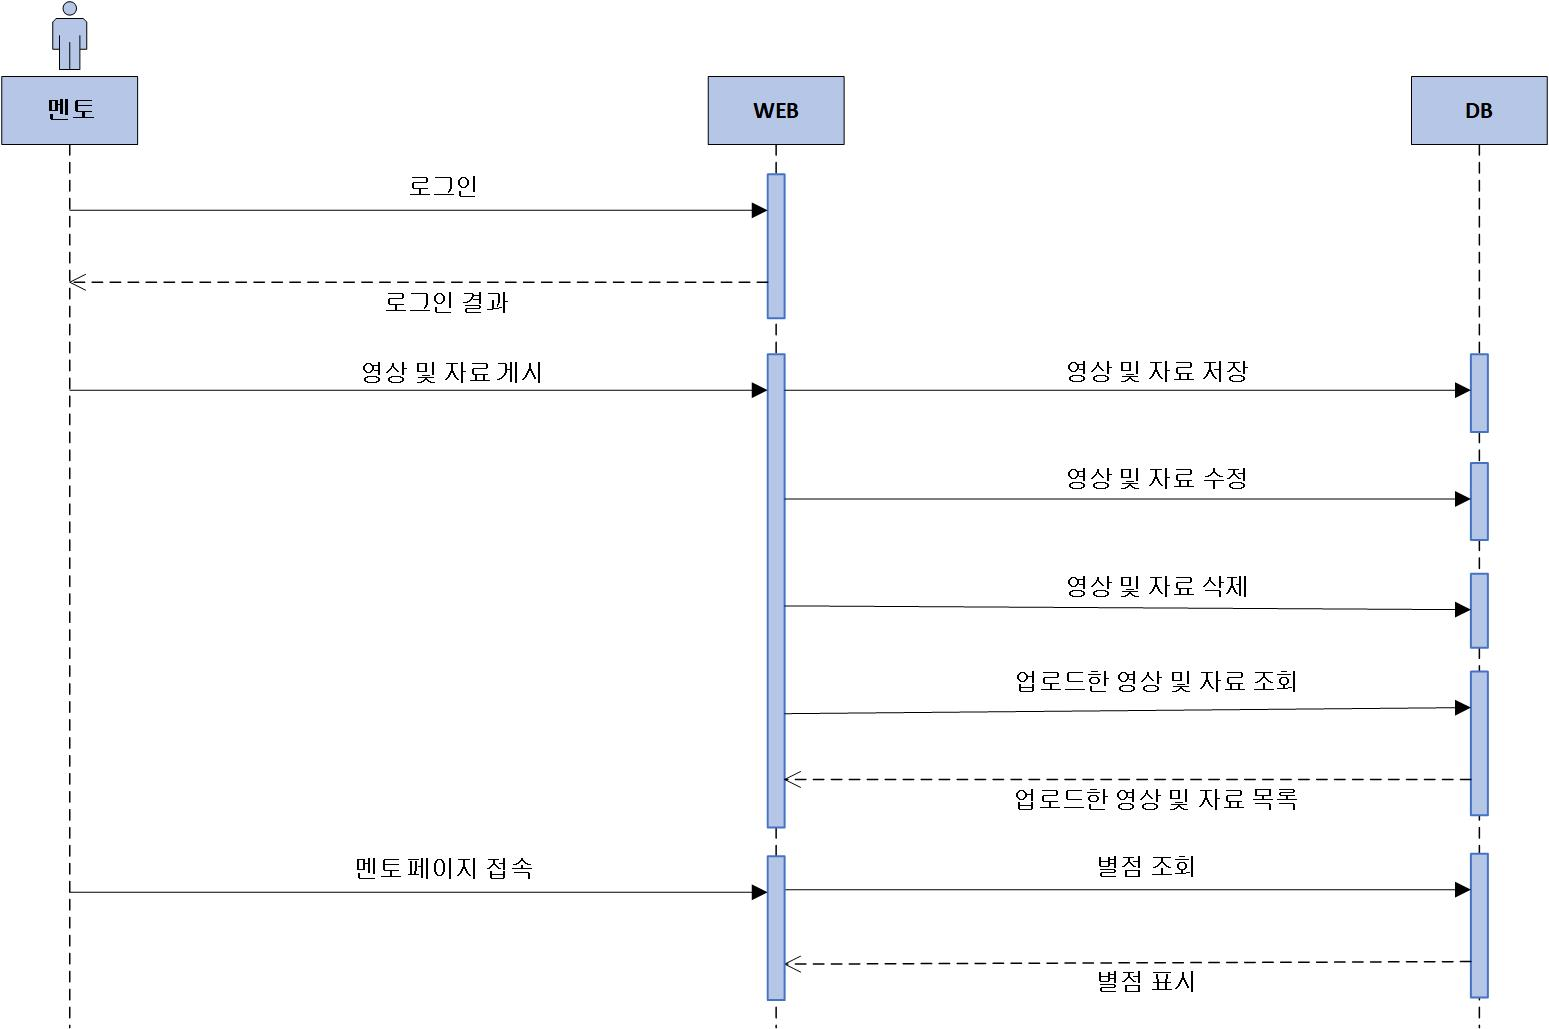 멘토
WEB
DB
로그인
로그인 결과
영상 및 자료 게시
영상 및 자료 저장
영상 및 자료 수정
영상 및 자료 삭제
업로드한 영상 및 자료 조회
업로드한 영상 및 자료 목록
멘토 페이지 접속
별점 조회
별점 표시